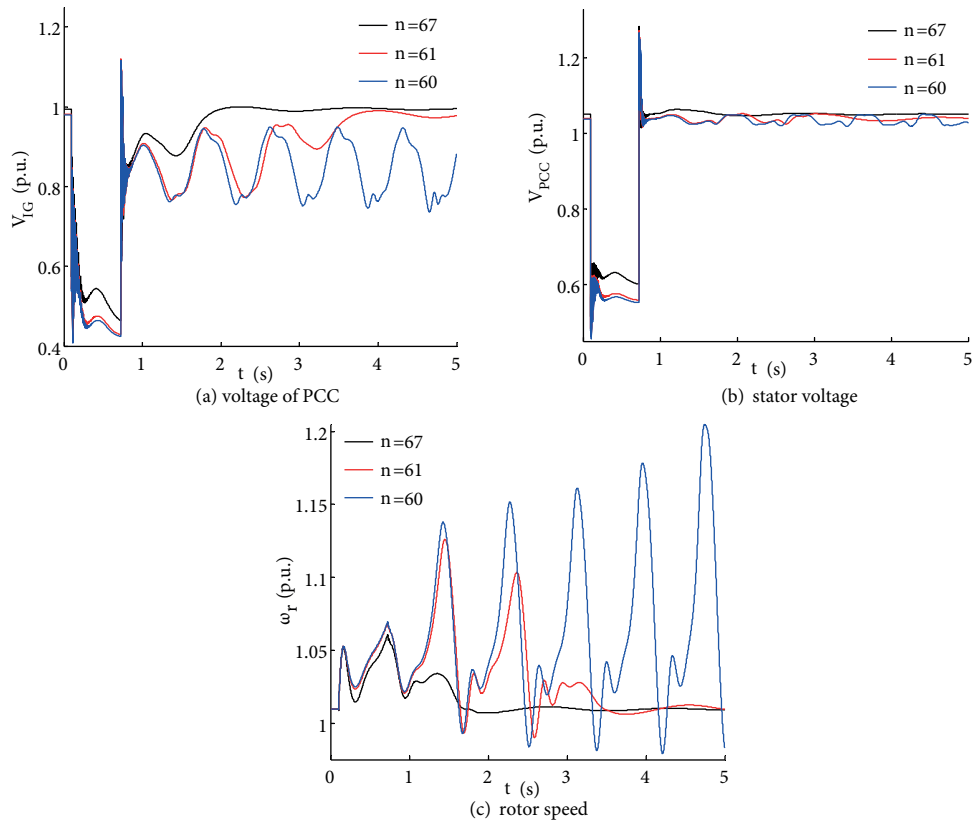 n=67
n=61
n=60
1.2
1
0.8
0.6
0.4
V_IG (p.u.)
0 1 2 3 4 5
t (s)
(a) voltage of PCC
n=67
n=61
n=60
1.2
1
0.8
0.6
V_PCC (p.u.)
0 1 2 3 4 5
t (s)
(b) stator voltage
n=67
n=61
n=60
1.2
1.15
1.1
1.05
1
ω_r (p.u.)
0 1 2 3 4 5
t (s)
(c) rotor speed